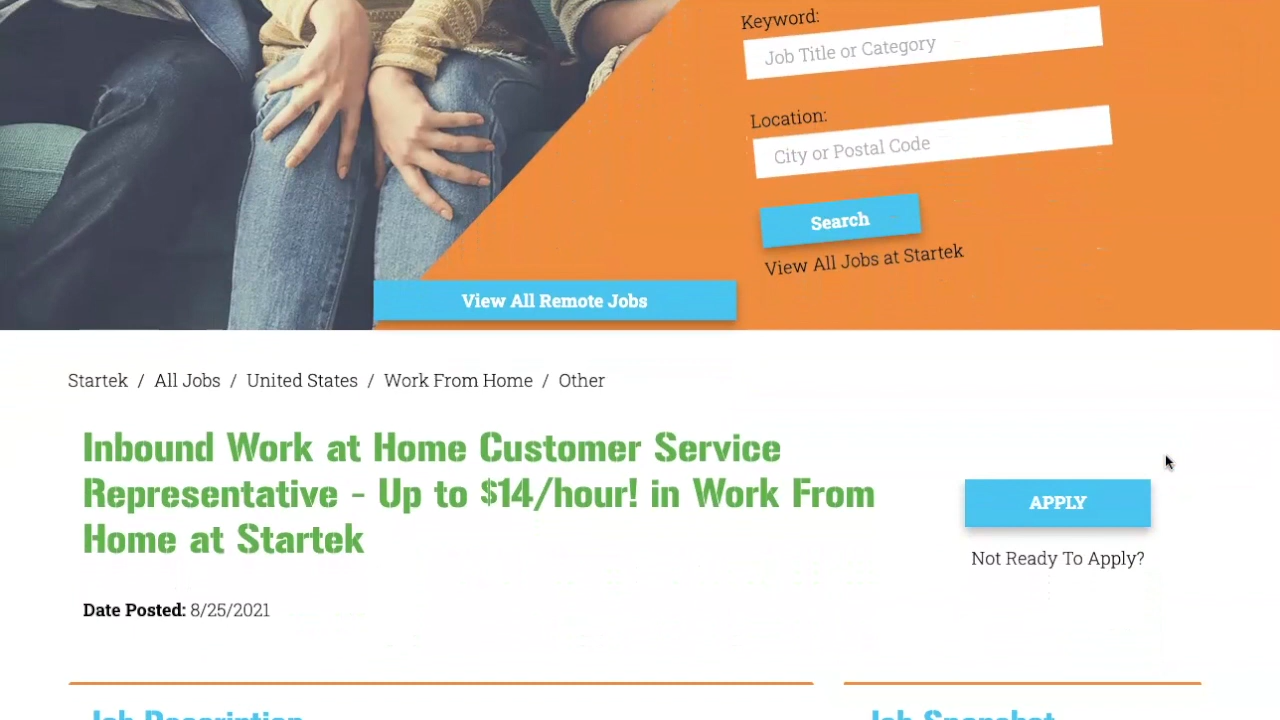 Keyword:
Job Title or Category
Location:
City or Postal Code
Search
View All Jobs at Startek
View All Remote Jobs
Startek / All Jobs / United States / Work From Home / Other
Inbound Work at Home Customer Service
Representative - Up to $14/hour! in Work From
Home at Startek
APPLY
Not Ready To Apply?
Date Posted: 8/25/2021
Job Description
Job Snapshot